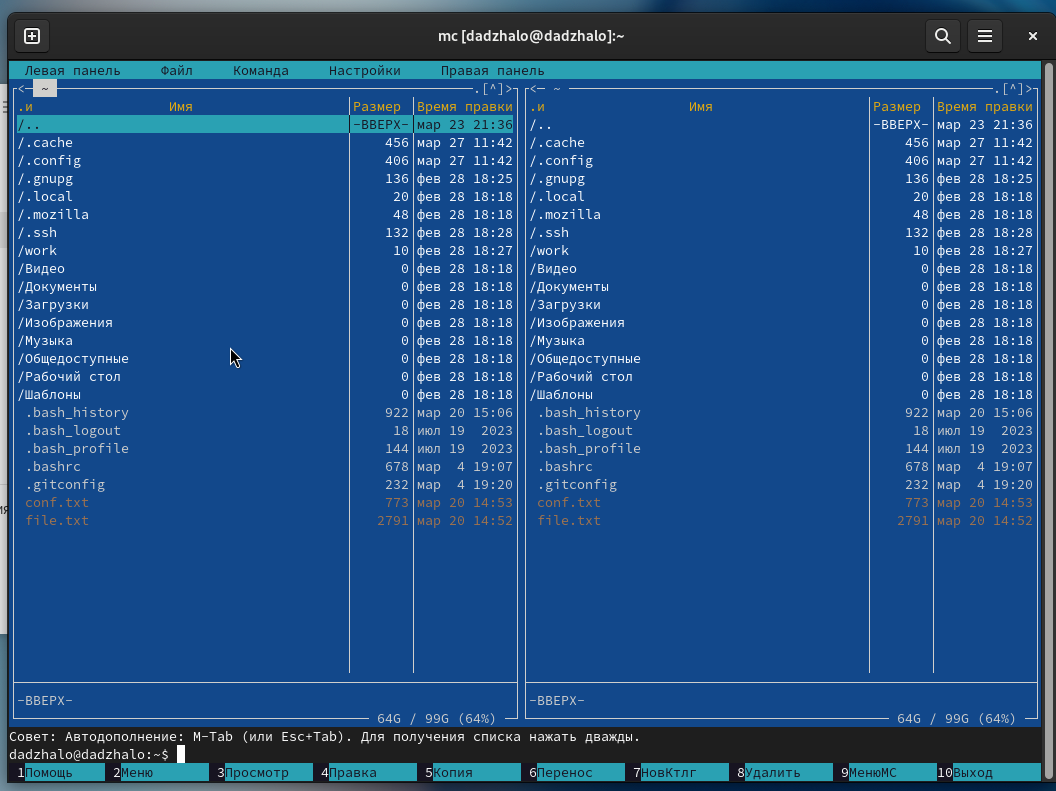 mc [dadzhalo@dadzhalo]:~
Левая панель Файл Команда Настройки Правая панель
<─ ~ .[^]> <─ ~ .[^]>
.и Имя Размер Время правки .и Имя Размер Время правки
/.. -ВВЕРХ- мар 23 21:36 /.. -ВВЕРХ- мар 23 21:36
/.cache 456 мар 27 11:42 /.cache 456 мар 27 11:42
/.config 406 мар 27 11:42 /.config 406 мар 27 11:42
/.gnupg 136 фев 28 18:25 /.gnupg 136 фев 28 18:25
/.local 20 фев 28 18:18 /.local 20 фев 28 18:18
/.mozilla 48 фев 28 18:18 /.mozilla 48 фев 28 18:18
/.ssh 132 фев 28 18:28 /.ssh 132 фев 28 18:28
/work 10 фев 28 18:27 /work 10 фев 28 18:27
/Видео 0 фев 28 18:18 /Видео 0 фев 28 18:18
/Документы 0 фев 28 18:18 /Документы 0 фев 28 18:18
/Загрузки 0 фев 28 18:18 /Загрузки 0 фев 28 18:18
/Изображения 0 фев 28 18:18 /Изображения 0 фев 28 18:18
/Музыка 0 фев 28 18:18 /Музыка 0 фев 28 18:18
/Общедоступные 0 фев 28 18:18 /Общедоступные 0 фев 28 18:18
/Рабочий стол 0 фев 28 18:18 /Рабочий стол 0 фев 28 18:18
/Шаблоны 0 фев 28 18:18 /Шаблоны 0 фев 28 18:18
.bash_history 922 мар 20 15:06 .bash_history 922 мар 20 15:06
.bash_logout 18 июл 19 2023 .bash_logout 18 июл 19 2023
.bash_profile 144 июл 19 2023 .bash_profile 144 июл 19 2023
.bashrc 678 мар 4 19:07 .bashrc 678 мар 4 19:07
.gitconfig 232 мар 4 19:20 .gitconfig 232 мар 4 19:20
conf.txt 773 мар 20 14:53 conf.txt 773 мар 20 14:53
file.txt 2791 мар 20 14:52 file.txt 2791 мар 20 14:52
-ВВЕРХ- -ВВЕРХ-
64G / 99G (64%) 64G / 99G (64%)
Совет: Автодополнение: M-Tab (или Esc+Tab). Для получения списка нажать дважды.
dadzhalo@dadzhalo:~$
1Помощь 2Меню 3Просмотр 4Правка 5Копия 6Перенос 7НовКтлг 8Удалить 9МенюMC 10Выход